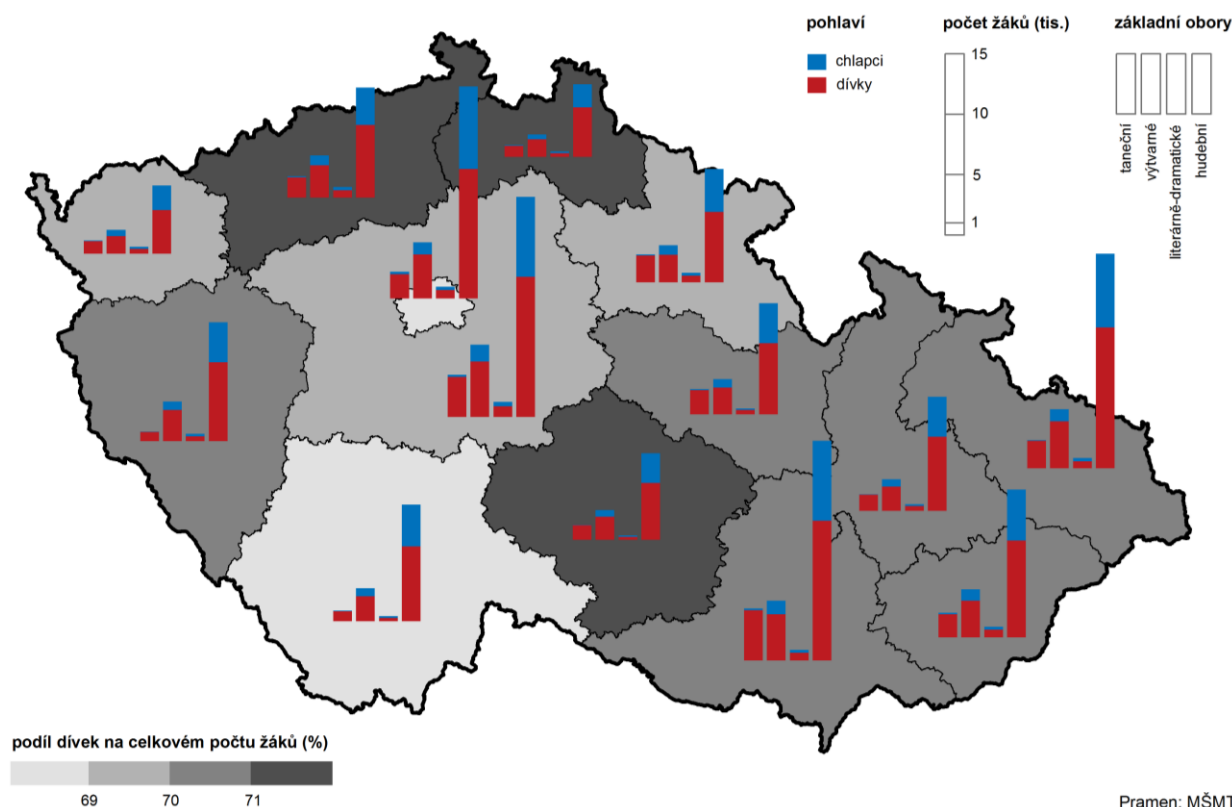 pohlaví
chlapci
dívky
počet žáků (tis.)
15
10
5
1
základní obory
taneční
výtvarné
literárně-dramatické
hudební
podíl dívek na celkovém počtu žáků (%)
69 70 71
Pramen: MŠMT